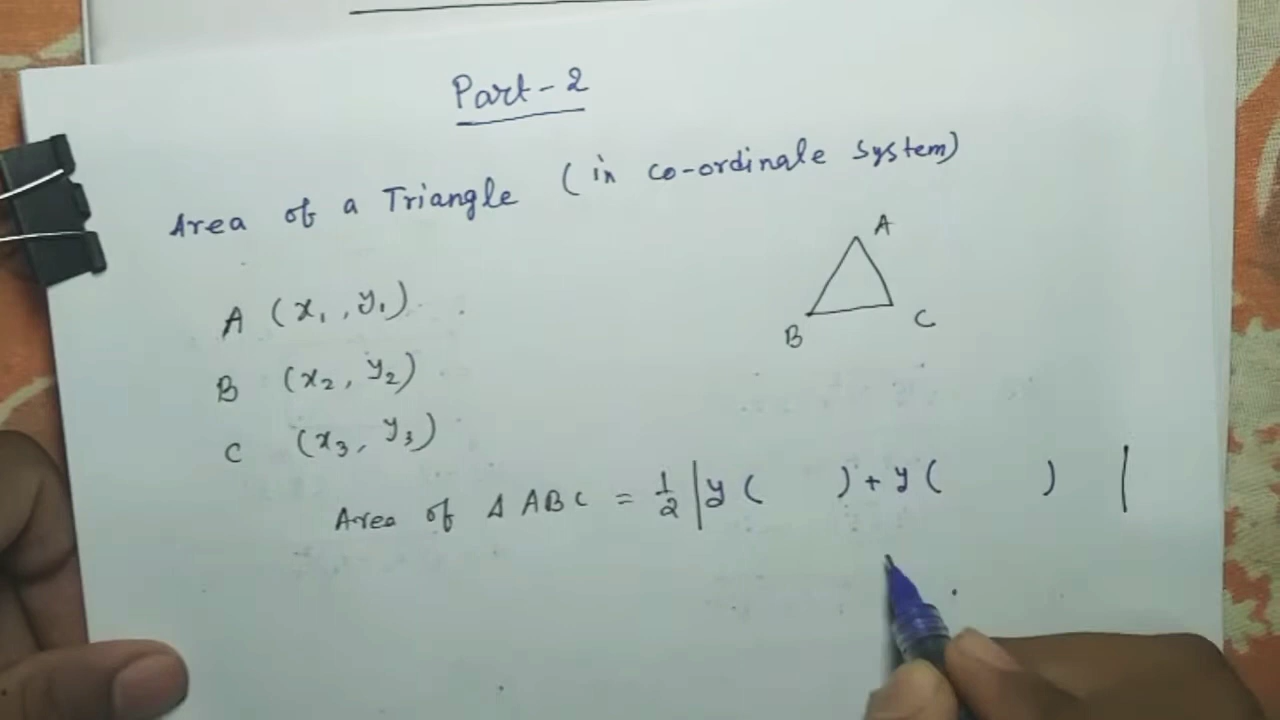 Part-2
Area of a Triangle (in co-ordinale system)
A
A (x₁, y₁)
B C
B (x₂, y₂)
C (x₃, y₃)
Area of Δ ABC = 1/2 |y ( ) + y ( ) |